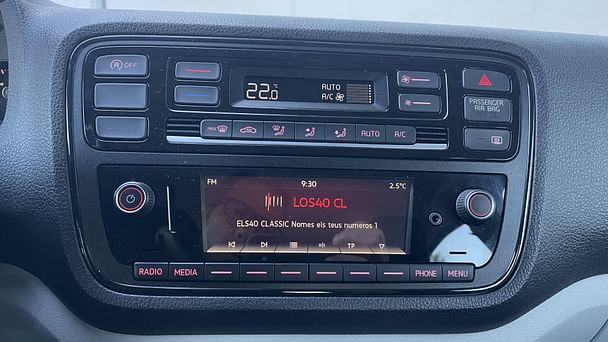 A OFF
22.0 °C
AUTO
A/C
PASSENGER
AIR BAG
MAX
AUTO
A/C
FM
9:30
2.5°C
LOS40 CL
ELS40 CLASSIC Nomes els teus numeros 1
TP
RADIO
MEDIA
PHONE
MENU